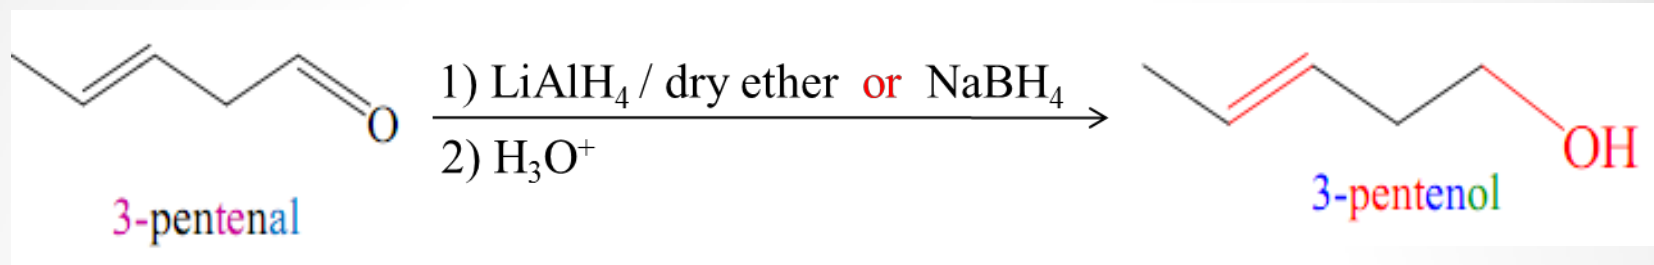 1) LiAlH₄ / dry ether or NaBH₄
2) H₃O⁺
O
OH
3-pentenal
3-pentenol